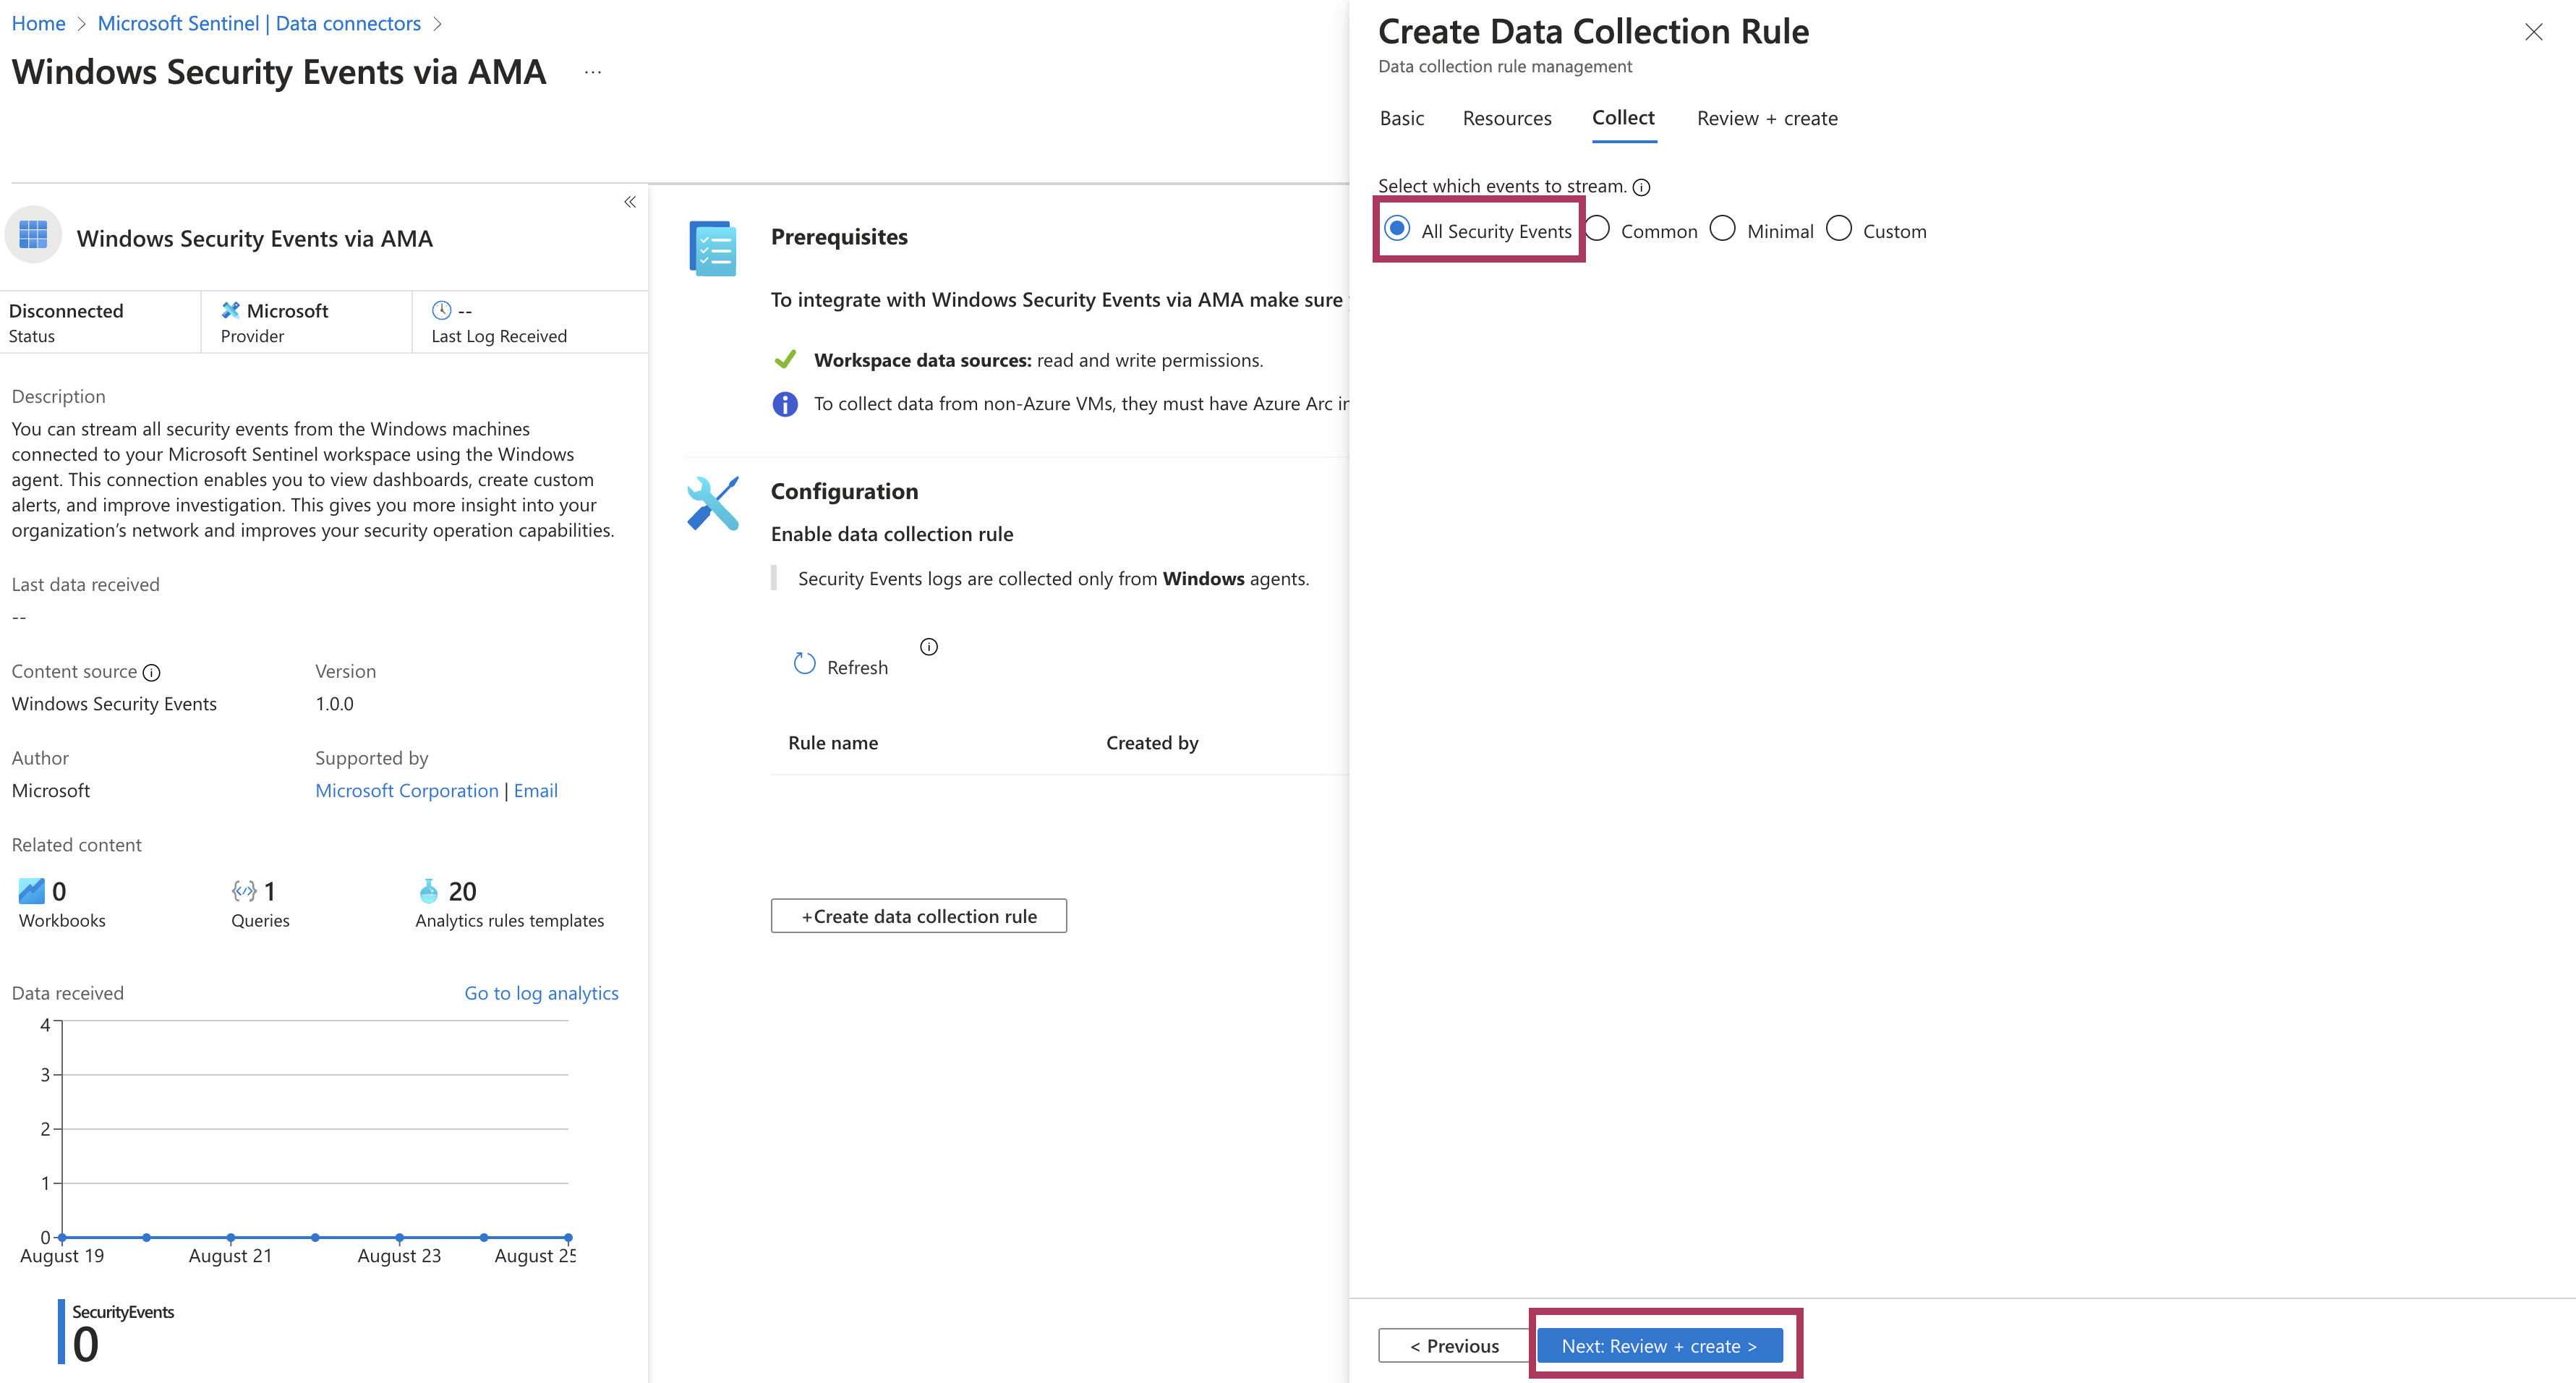 Home > Microsoft Sentinel | Data connectors >
Windows Security Events via AMA ...
Windows Security Events via AMA
Disconnected
Status
Microsoft
Provider
--
Last Log Received
Description
You can stream all security events from the Windows machines
connected to your Microsoft Sentinel workspace using the Windows
agent. This connection enables you to view dashboards, create custom
alerts, and improve investigation. This gives you more insight into your
organization’s network and improves your security operation capabilities.
Last data received
--
Content source
Windows Security Events
Version
1.0.0
Author
Microsoft
Supported by
Microsoft Corporation | Email
Related content
0
Workbooks
1
Queries
20
Analytics rules templates
Data received
Go to log analytics
4
3
2
1
0
August 19
August 21
August 23
August 25
SecurityEvents
0
Prerequisites
To integrate with Windows Security Events via AMA make sure
Workspace data sources: read and write permissions.
To collect data from non-Azure VMs, they must have Azure Arc
Configuration
Enable data collection rule
Security Events logs are collected only from Windows agents.
Refresh
Rule name
Created by
+Create data collection rule
Create Data Collection Rule
Data collection rule management
Basic
Resources
Collect
Review + create
Select which events to stream.
All Security Events
Common
Minimal
Custom
< Previous
Next: Review + create >